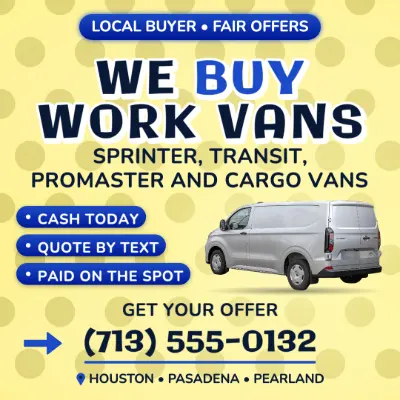 LOCAL BUYER • FAIR OFFERS
WE BUY
WORK VANS
SPRINTER, TRANSIT,
PROMASTER AND CARGO VANS
• CASH TODAY
• QUOTE BY TEXT
• PAID ON THE SPOT
GET YOUR OFFER
(713) 555-0132
HOUSTON • PASADENA • PEARLAND